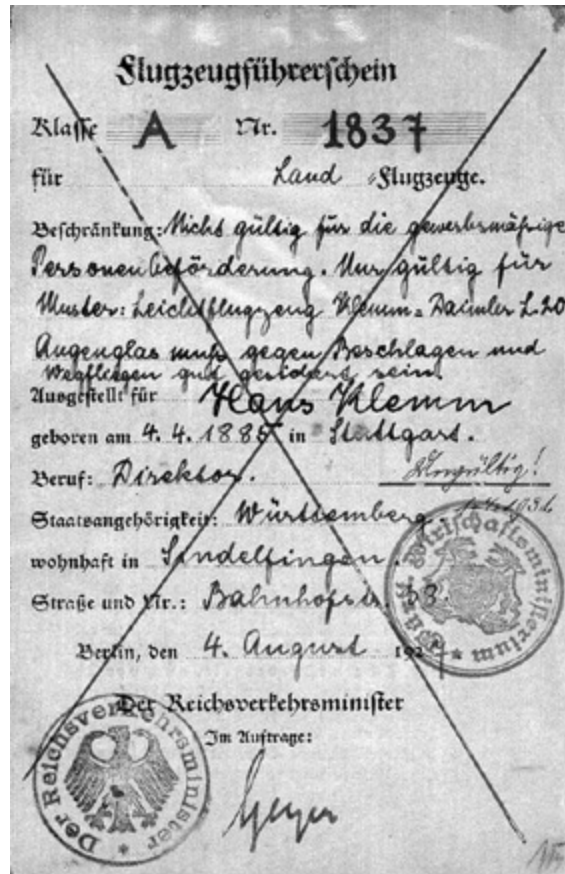 Flugzeugführerschein
Klasse A Nr. 1837
für Land-Flugzeuge.
Beschränkung: Nicht gültig für die gewerbsmäßige
Personenbeförderung. Nur gültig für
Muster: Leichtflugzeug Klemm-Daimler L.20
Augenglas muß gegen Beschlagen und
Wegfliegen gut gesichert sein.
Ausgestellt für Hans Klemm
geboren am 4. 4. 1885 in Stuttgart.
Beruf: Direktor.
Ungültig!
Staatsangehörigkeit: Württemberg.
wohnhaft in Sindelfingen.
Straße und Nr.: Bahnhofstr.
Wirtschaftsministerium
Berlin, den 4. August 192
Der Reichsverkehrsminister
Im Auftrage:
Der Reichsverkehrsminister